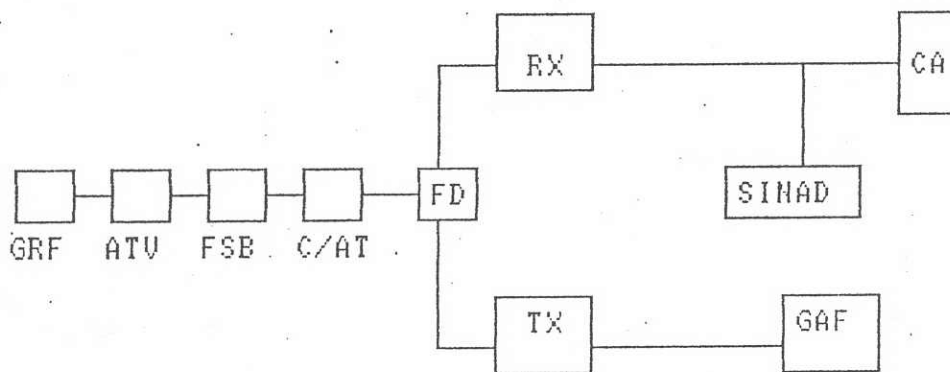 RX
CA
FD
SINAD
GRF ATV FSB C/AT
TX
GAF